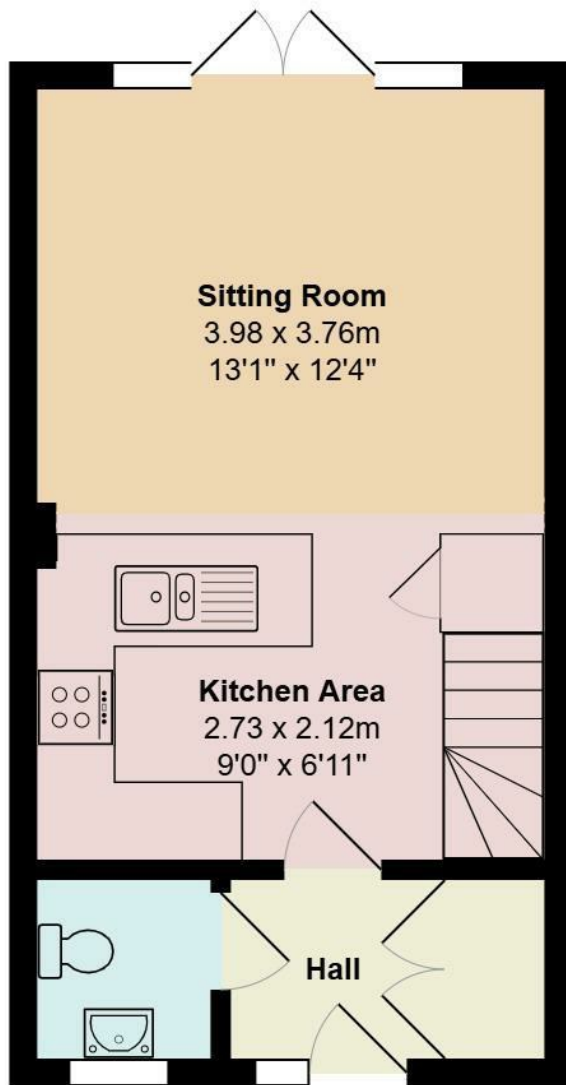 Sitting Room
3.98 x 3.76m
13'1" x 12'4"
Kitchen Area
2.73 x 2.12m
9'0" x 6'11"
Hall